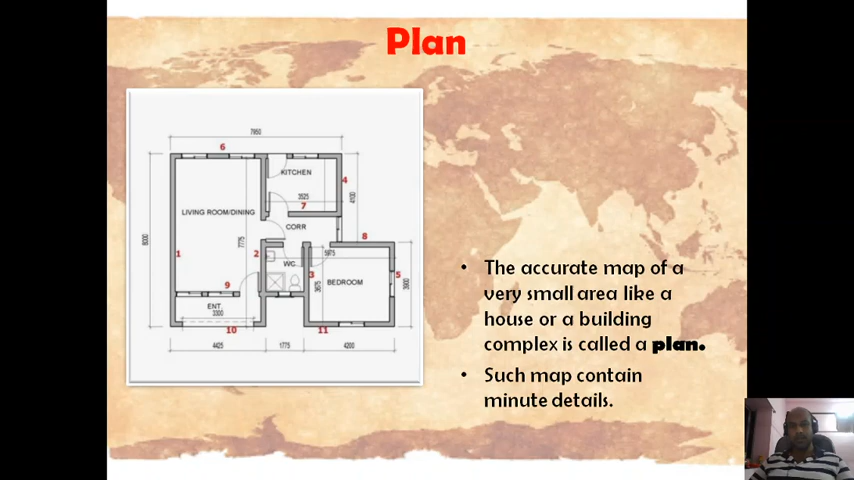 Plan
7950
6
KITCHEN
4
3525
7
4100
LIVING ROOM/DINING
8000
CORR
8
7775
1
2
WC
5975
3
BEDROOM
5
3675
3900
9
ENT.
3300
10
11
4425
1775
4200
• The accurate map of a
very small area like a
house or a building
complex is called a plan.
• Such map contain
minute details.